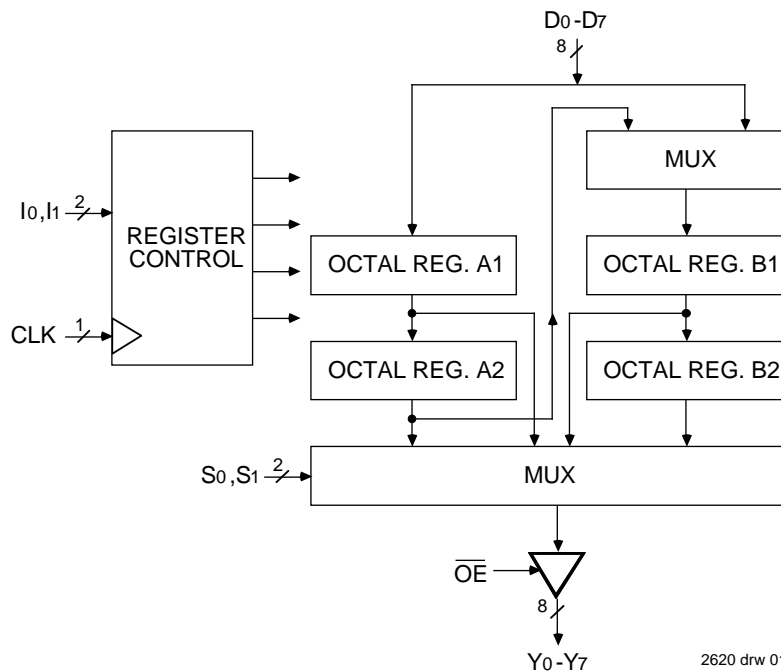 D0-D7
8
MUX
I0,I1
2
REGISTER
CONTROL
OCTAL REG. A1
OCTAL REG. B1
CLK
1
OCTAL REG. A2
OCTAL REG. B2
S0,S1
2
MUX
OE
8
Y0-Y7
2620 drw 01